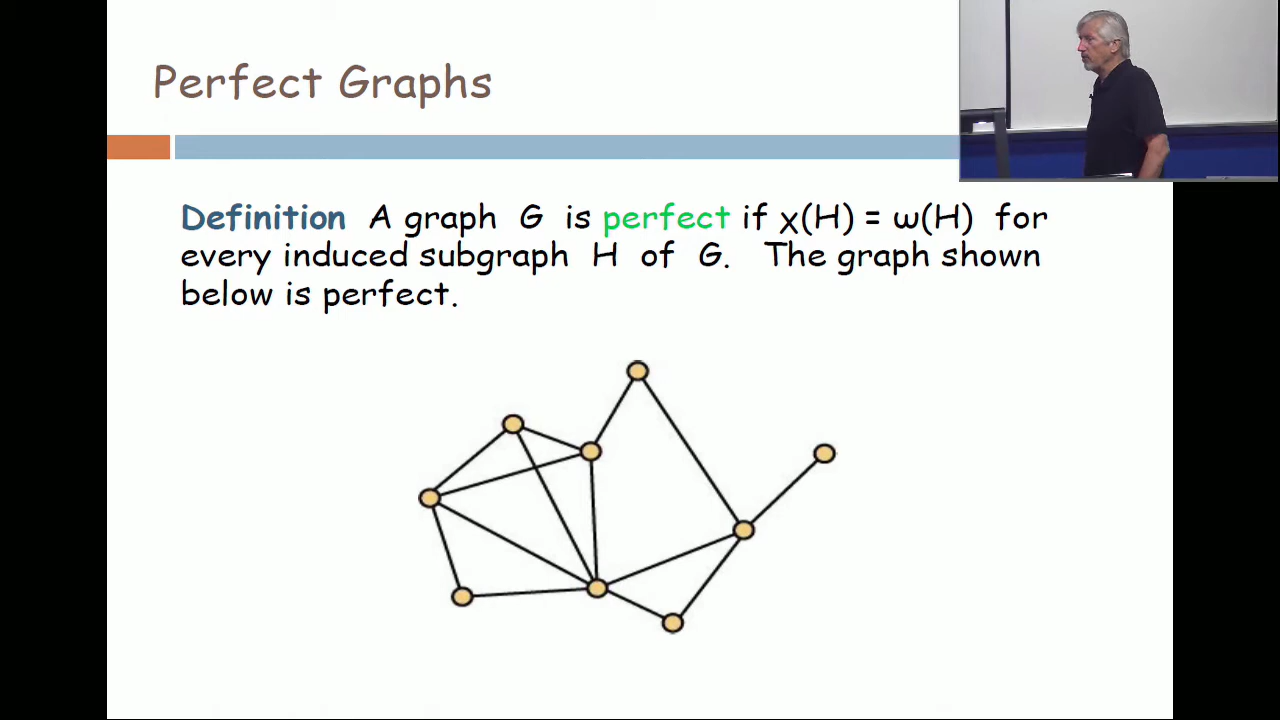 Perfect Graphs
Definition A graph G is perfect if χ(H) = ω(H) for
every induced subgraph H of G. The graph shown
below is perfect.